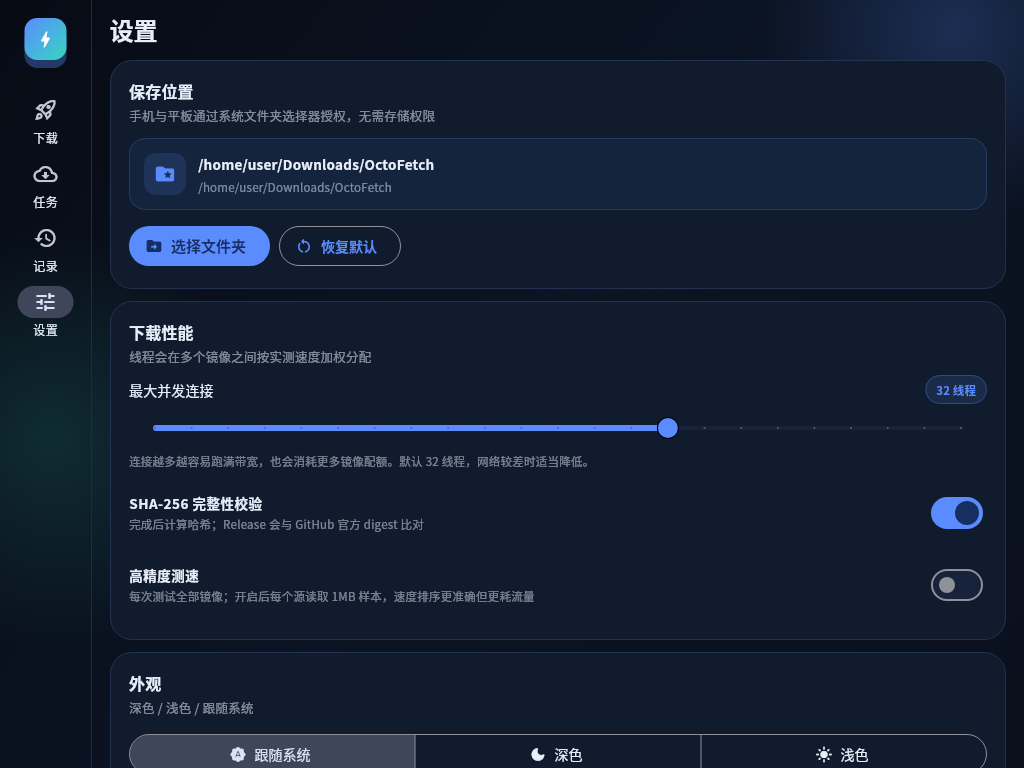 设置
下载
任务
记录
设置
保存位置
手机与平板通过系统文件夹选择器授权，无需存储权限
/home/user/Downloads/OctoFetch
/home/user/Downloads/OctoFetch
选择文件夹
恢复默认
下载性能
线程会在多个镜像之间按实测速度加权分配
最大并发连接
32 线程
连接越多越容易跑满带宽，也会消耗更多镜像配额。默认 32 线程，网络较差时适当降低。
SHA-256 完整性校验
完成后计算哈希；Release 会与 GitHub 官方 digest 比对
高精度测速
每次测试全部镜像；开启后每个源读取 1MB 样本，速度排序更准确但更耗流量
外观
深色 / 浅色 / 跟随系统
跟随系统
深色
浅色